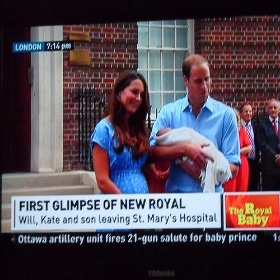 LONDON 7:14 pm
FIRST GLIMPSE OF NEW ROYAL
Will, Kate and son leaving St. Mary's Hospital
The Royal
Baby
Ottawa artillery unit fires 21-gun salute for baby prince
TOSHIBA